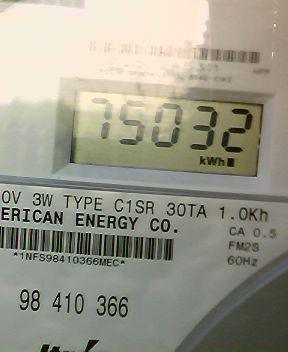 75032
kWh
0V 3W TYPE C1SR 30TA 1.0Kh
ERICAN ENERGY CO.
CA 0.5
FM2S
*1NFS98410366MEC*
60Hz
98 410 366